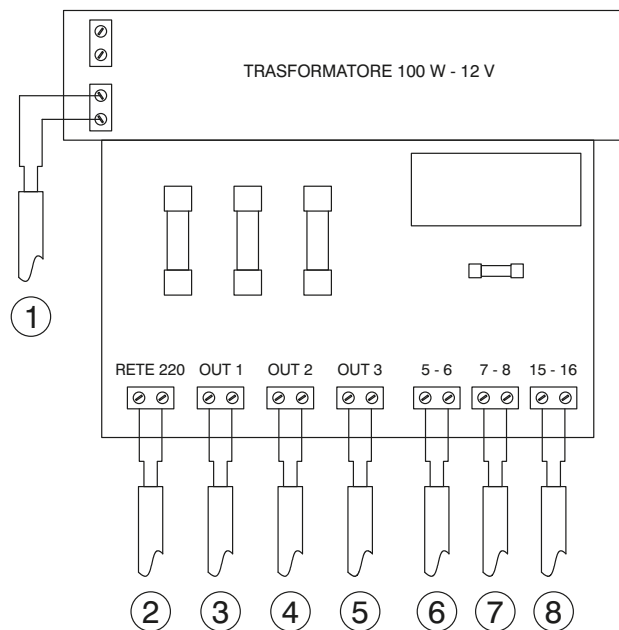 TRASFORMATORE 100 W - 12 V
1
RETE 220 OUT 1 OUT 2 OUT 3 5 - 6 7 - 8 15 - 16
2 3 4 5 6 7 8